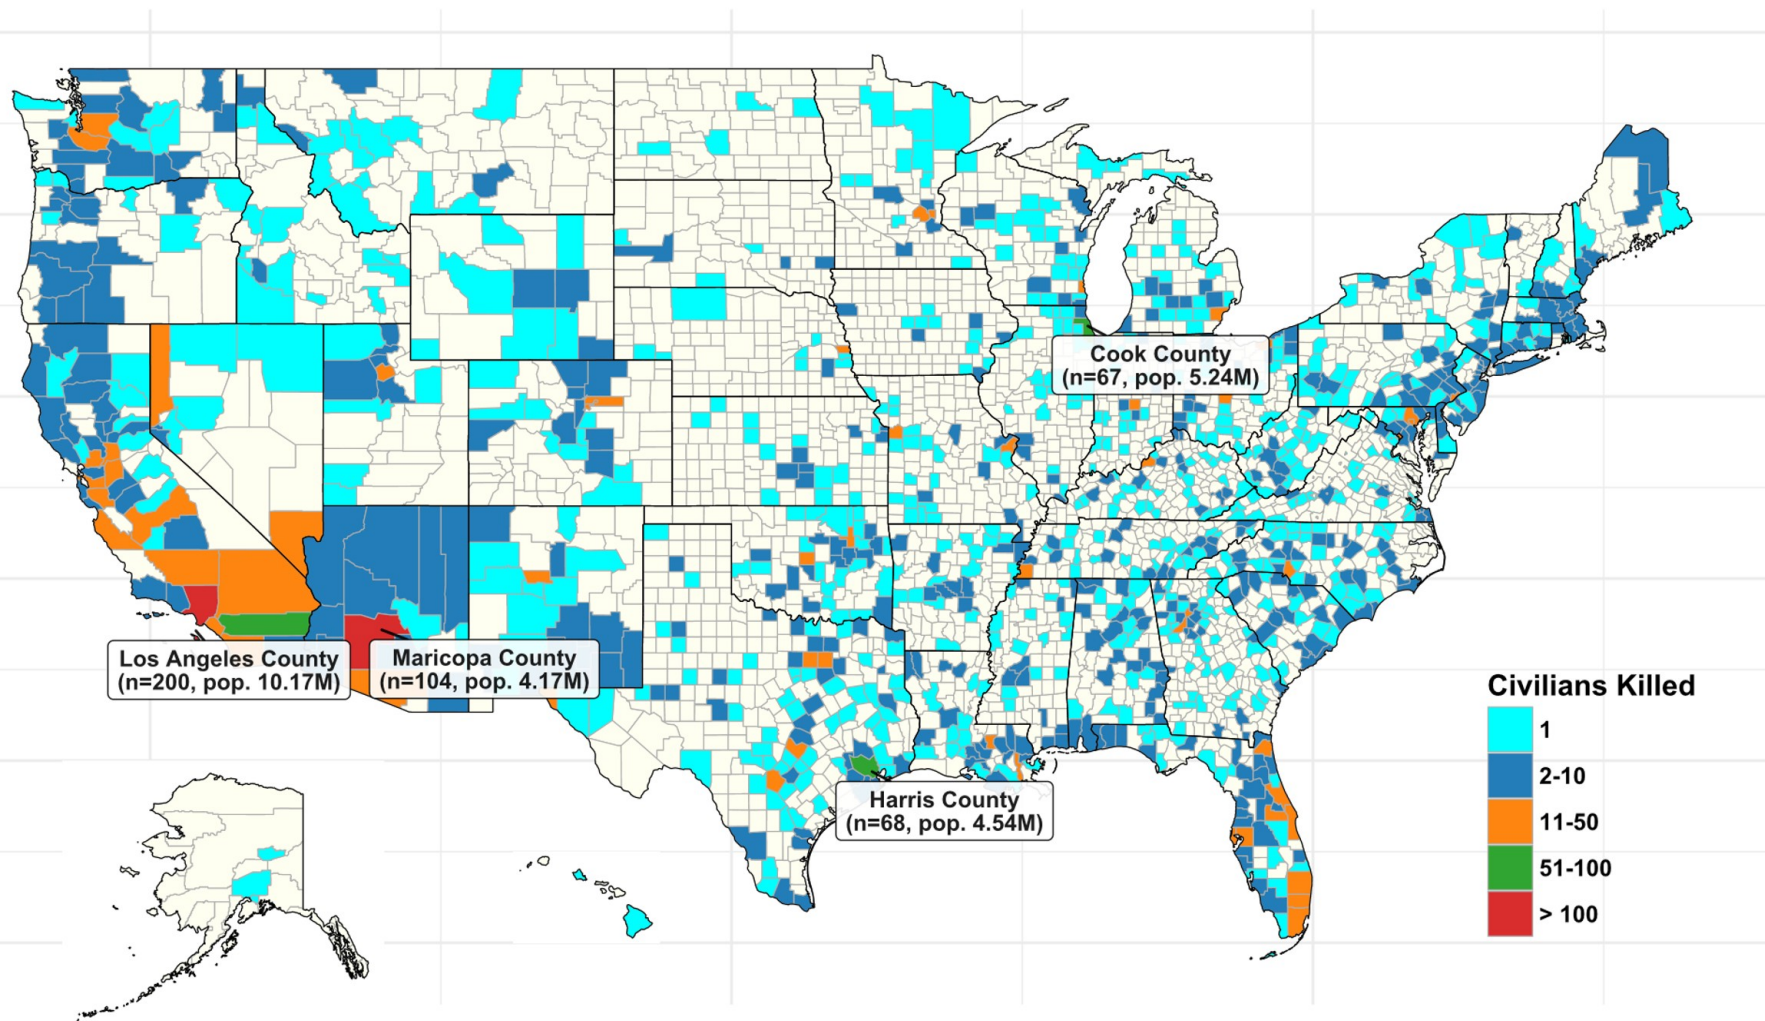 Cook County
(n=67, pop. 5.24M)
Los Angeles County
(n=200, pop. 10.17M)
Maricopa County
(n=104, pop. 4.17M)
Harris County
(n=68, pop. 4.54M)
Civilians Killed
1
2-10
11-50
51-100
> 100